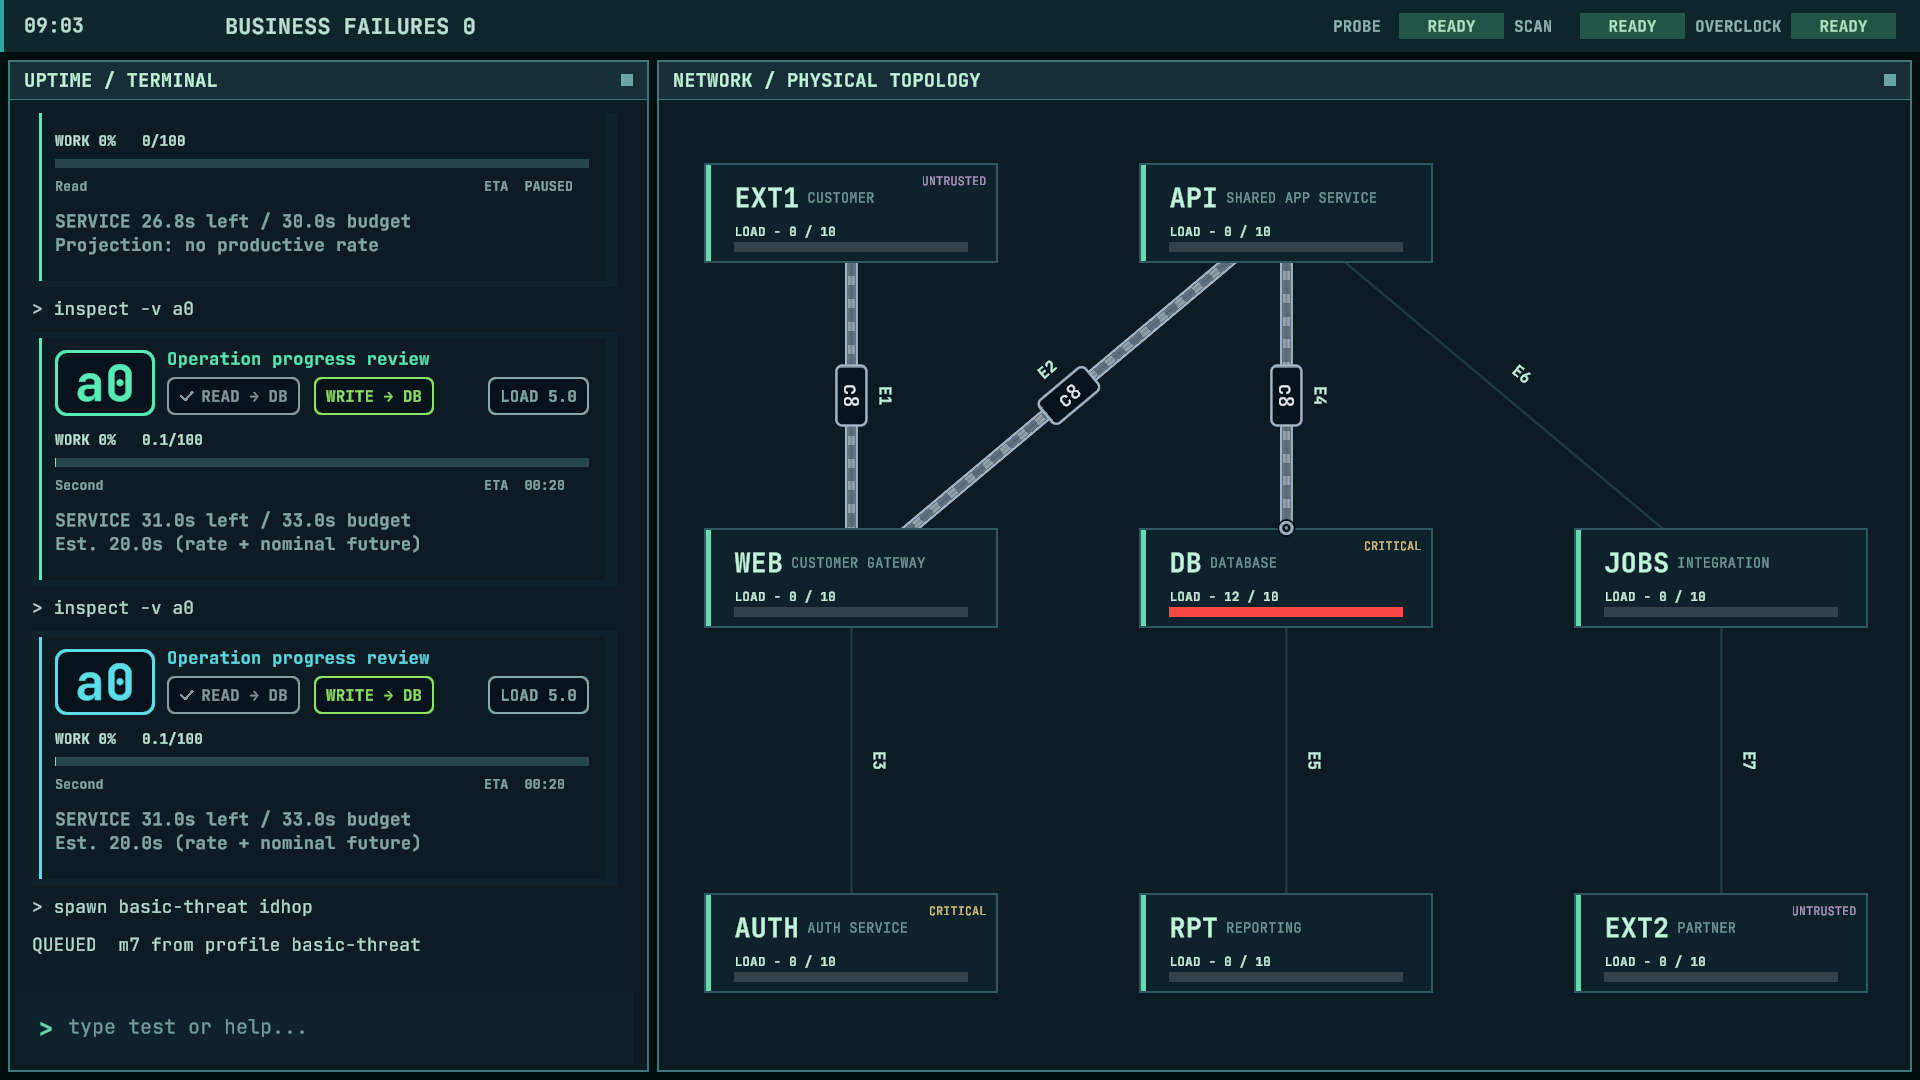 09:03
BUSINESS FAILURES 0
PROBE READY SCAN READY OVERCLOCK READY
UPTIME / TERMINAL
WORK 0% 0/100
Read ETA PAUSED
SERVICE 26.8s left / 30.0s budget
Projection: no productive rate
> inspect -v a0
a0
Operation progress review
✓ READ → DB WRITE → DB LOAD 5.0
WORK 0% 0.1/100
Second ETA 00:20
SERVICE 31.0s left / 33.0s budget
Est. 20.0s (rate + nominal future)
> inspect -v a0
a0
Operation progress review
✓ READ → DB WRITE → DB LOAD 5.0
WORK 0% 0.1/100
Second ETA 00:20
SERVICE 31.0s left / 33.0s budget
Est. 20.0s (rate + nominal future)
> spawn basic-threat idhop
QUEUED m7 from profile basic-threat
> type test or help...
NETWORK / PHYSICAL TOPOLOGY
UNTRUSTED
EXT1 CUSTOMER
LOAD - 0 / 10
API SHARED APP SERVICE
LOAD - 0 / 10
c8 E1
E2 c8
c8 E4
E6
WEB CUSTOMER GATEWAY
LOAD - 0 / 10
CRITICAL
DB DATABASE
LOAD - 12 / 10
JOBS INTEGRATION
LOAD - 0 / 10
E3
E5
E7
CRITICAL
AUTH AUTH SERVICE
LOAD - 0 / 10
RPT REPORTING
LOAD - 0 / 10
UNTRUSTED
EXT2 PARTNER
LOAD - 0 / 10